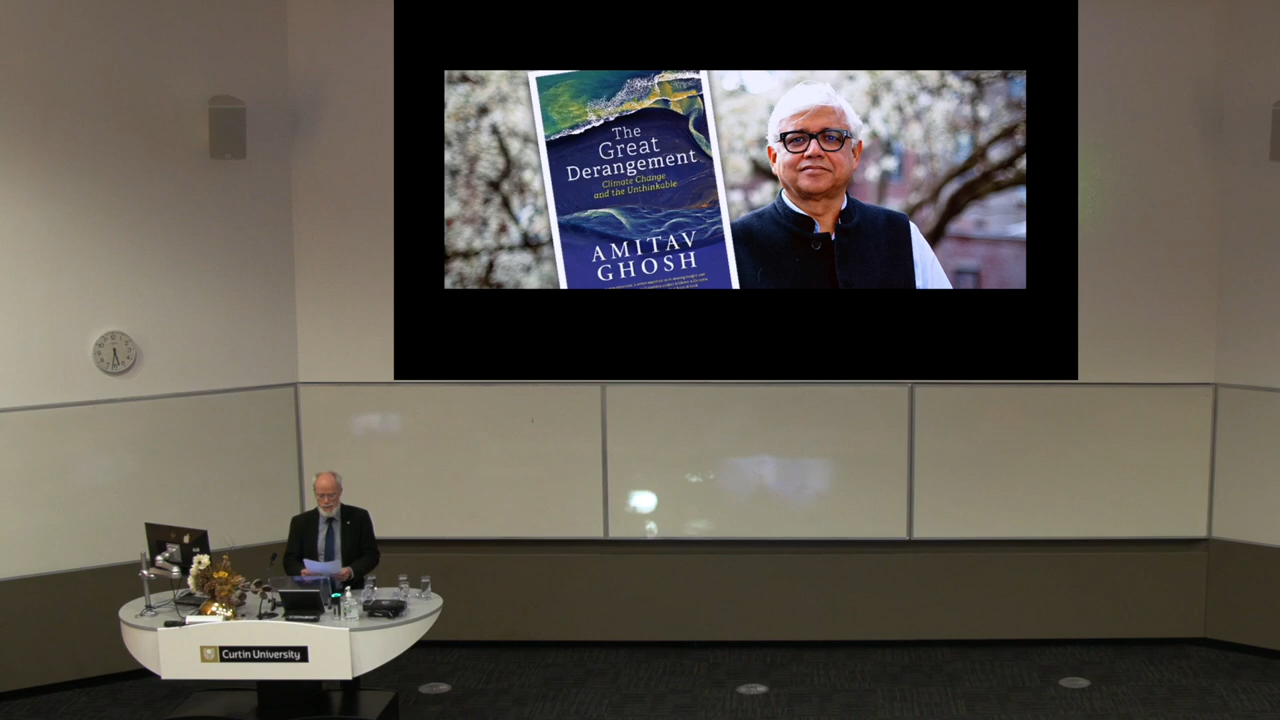 The
Great
Derangement
Climate Change
and the Unthinkable
AMITAV
GHOSH
Curtin University